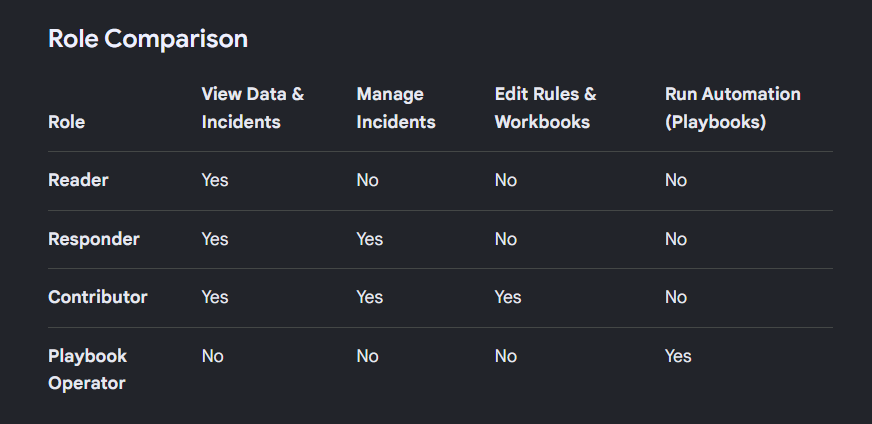 Role Comparison
Role View Data & Incidents Manage Incidents Edit Rules & Workbooks Run Automation (Playbooks)
Reader Yes No No No
Responder Yes Yes No No
Contributor Yes Yes Yes No
Playbook Operator No No No Yes